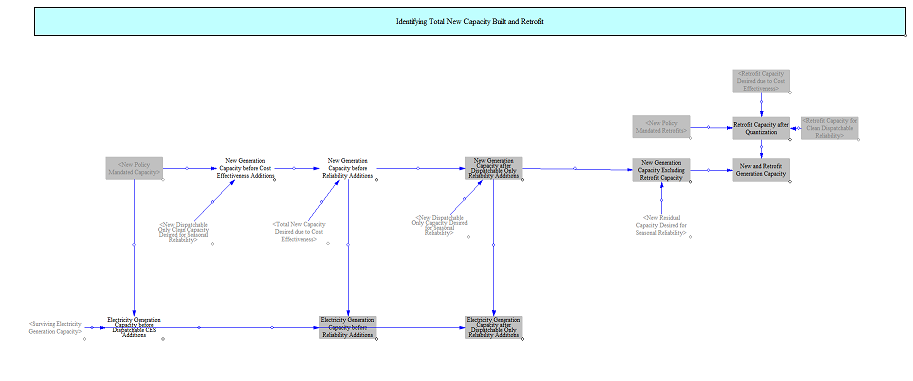 Identifying Total New Capacity Built and Retrofit
<Retrofit Capacity
Desired due to Cost
Effectiveness>
<New Policy
Mandated Retrofits>
Retrofit Capacity after
Quantization
<Retrofit Capacity for
Clean Dispatchable
Reliability>
<New Policy
Mandated Capacity>
New Generation
Capacity before Cost
Effectiveness Additions
New Generation
Capacity before
Reliability Additions
New Generation
Capacity after
Dispatchable Only
Reliability Additions
New Generation
Capacity Excluding
Retrofit Capacity
New and Retrofit
Generation Capacity
<New Dispatchable
Only Clean Capacity
Desired for Seasonal
Reliability>
<Total New Capacity
Desired due to Cost
Effectiveness>
<New Dispatchable
Only Capacity Desired
for Seasonal
Reliability>
<New Residual
Capacity Desired for
Seasonal Reliability>
<Surviving Electricity
Generation Capacity>
Electricity Generation
Capacity before
Dispatchable CES
Additions
Electricity Generation
Capacity before
Reliability Additions
Electricity Generation
Capacity after
Dispatchable Only
Reliability Additions